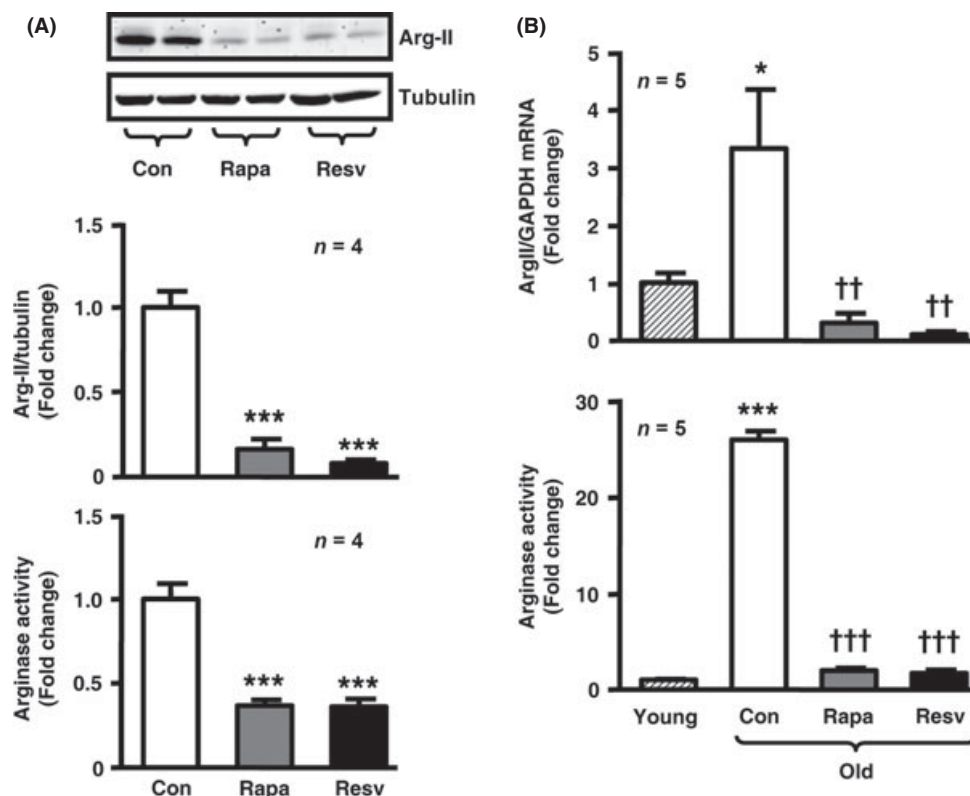 (A)
Arg-II
Tubulin
Con Rapa Resv
1.5
1.0
0.5
0
Arg-II/tubulin
(Fold change)
n = 4
***
***
1.5
1.0
0.5
0
Arginase activity
(Fold change)
n = 4
***
***
Con Rapa Resv
(B)
5
4
3
2
1
0
ArgII/GAPDH mRNA
(Fold change)
n = 5
*
††
††
30
20
10
0
Arginase activity
(Fold change)
n = 5
***
†††
†††
Young Con Rapa Resv
Old